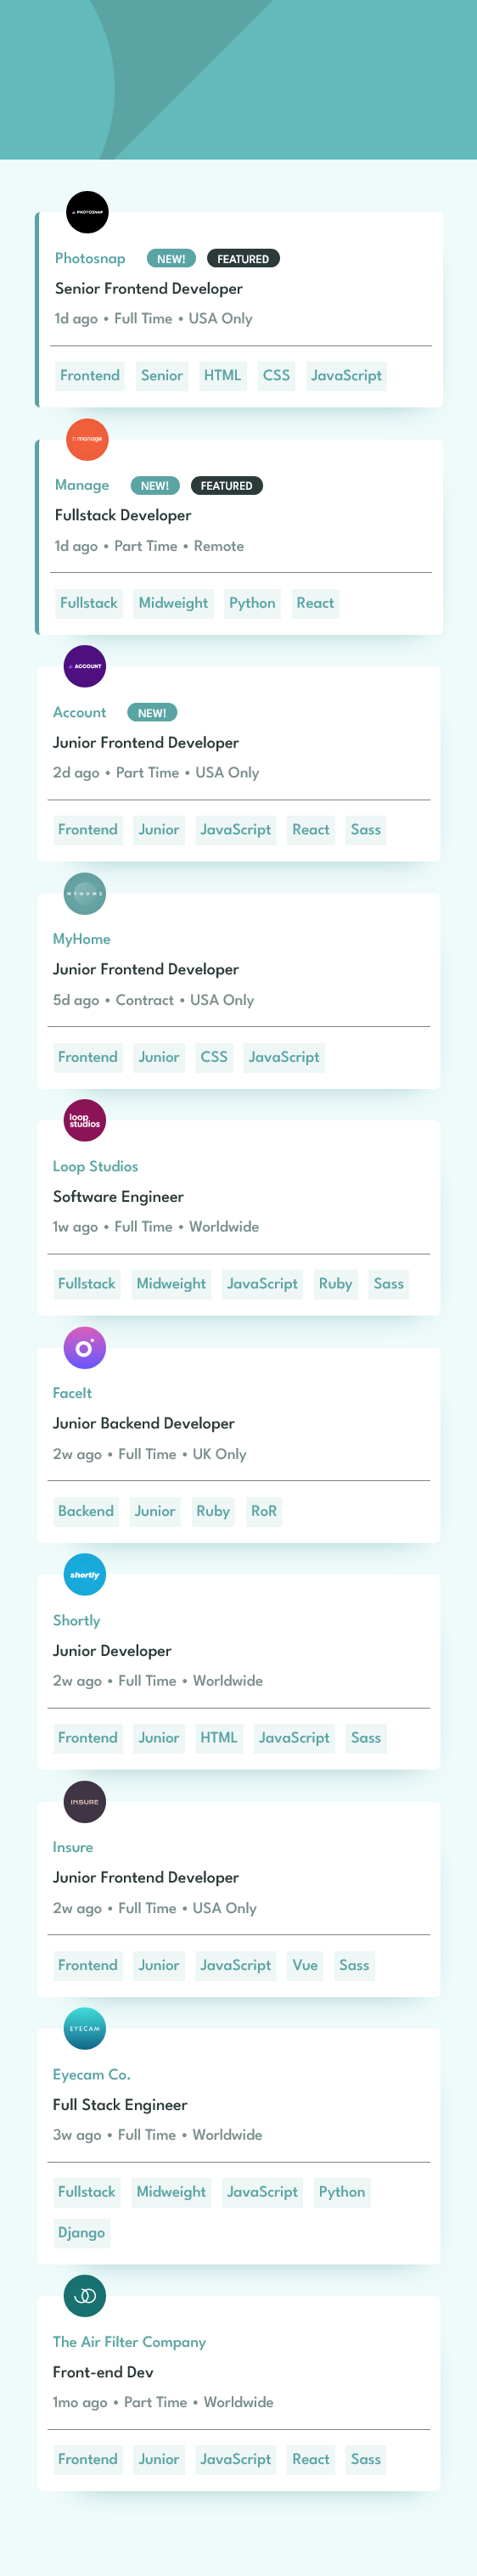 PHOTOSNAP
Photosnap NEW! FEATURED
Senior Frontend Developer
1d ago • Full Time • USA Only
Frontend Senior HTML CSS JavaScript
manage
Manage NEW! FEATURED
Fullstack Developer
1d ago • Part Time • Remote
Fullstack Midweight Python React
ACCOUNT
Account NEW!
Junior Frontend Developer
2d ago • Part Time • USA Only
Frontend Junior JavaScript React Sass
MYHOME
MyHome
Junior Frontend Developer
5d ago • Contract • USA Only
Frontend Junior CSS JavaScript
loop
studios
Loop Studios
Software Engineer
1w ago • Full Time • Worldwide
Fullstack Midweight JavaScript Ruby Sass
FaceIt
Junior Backend Developer
2w ago • Full Time • UK Only
Backend Junior Ruby RoR
shortly
Shortly
Junior Developer
2w ago • Full Time • Worldwide
Frontend Junior HTML JavaScript Sass
INSURE
Insure
Junior Frontend Developer
2w ago • Full Time • USA Only
Frontend Junior JavaScript Vue Sass
EYECAM
Eyecam Co.
Full Stack Engineer
3w ago • Full Time • Worldwide
Fullstack Midweight JavaScript Python
Django
The Air Filter Company
Front-end Dev
1mo ago • Part Time • Worldwide
Frontend Junior JavaScript React Sass